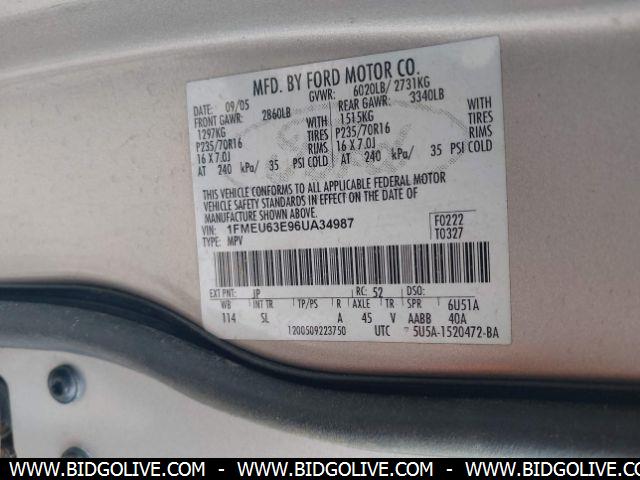 MFD. BY FORD MOTOR CO.
DATE: 09/05 GVWR: 6020LB/ 2731KG
FRONT GAWR: 2860LB REAR GAWR: 3340LB
1297KG WITH 1515KG WITH
P235/70R16 TIRES P235/70R16 TIRES
16 X 7.0J RIMS 16 X 7.0J RIMS
AT 240 kPa/ 35 PSI COLD AT 240 kPa/ 35 PSI COLD
THIS VEHICLE CONFORMS TO ALL APPLICABLE FEDERAL MOTOR
VEHICLE SAFETY STANDARDS IN EFFECT ON THE DATE OF
MANUFACTURE SHOWN ABOVE.
VIN: 1FMEU63E96UA34987 F0222
TYPE: MPV T0327
EXT PNT: JP RC: 52 DSO:
WB INT TR TP/PS R AXLE TR SPR 6U51A
114 SL A 45 V AABB 40A
1200509223750 UTC 5U5A-1520472-BA
WWW.BIDGOLIVE.COM - WWW.BIDGOLIVE.COM - WWW.BIDGOLIVE.COM